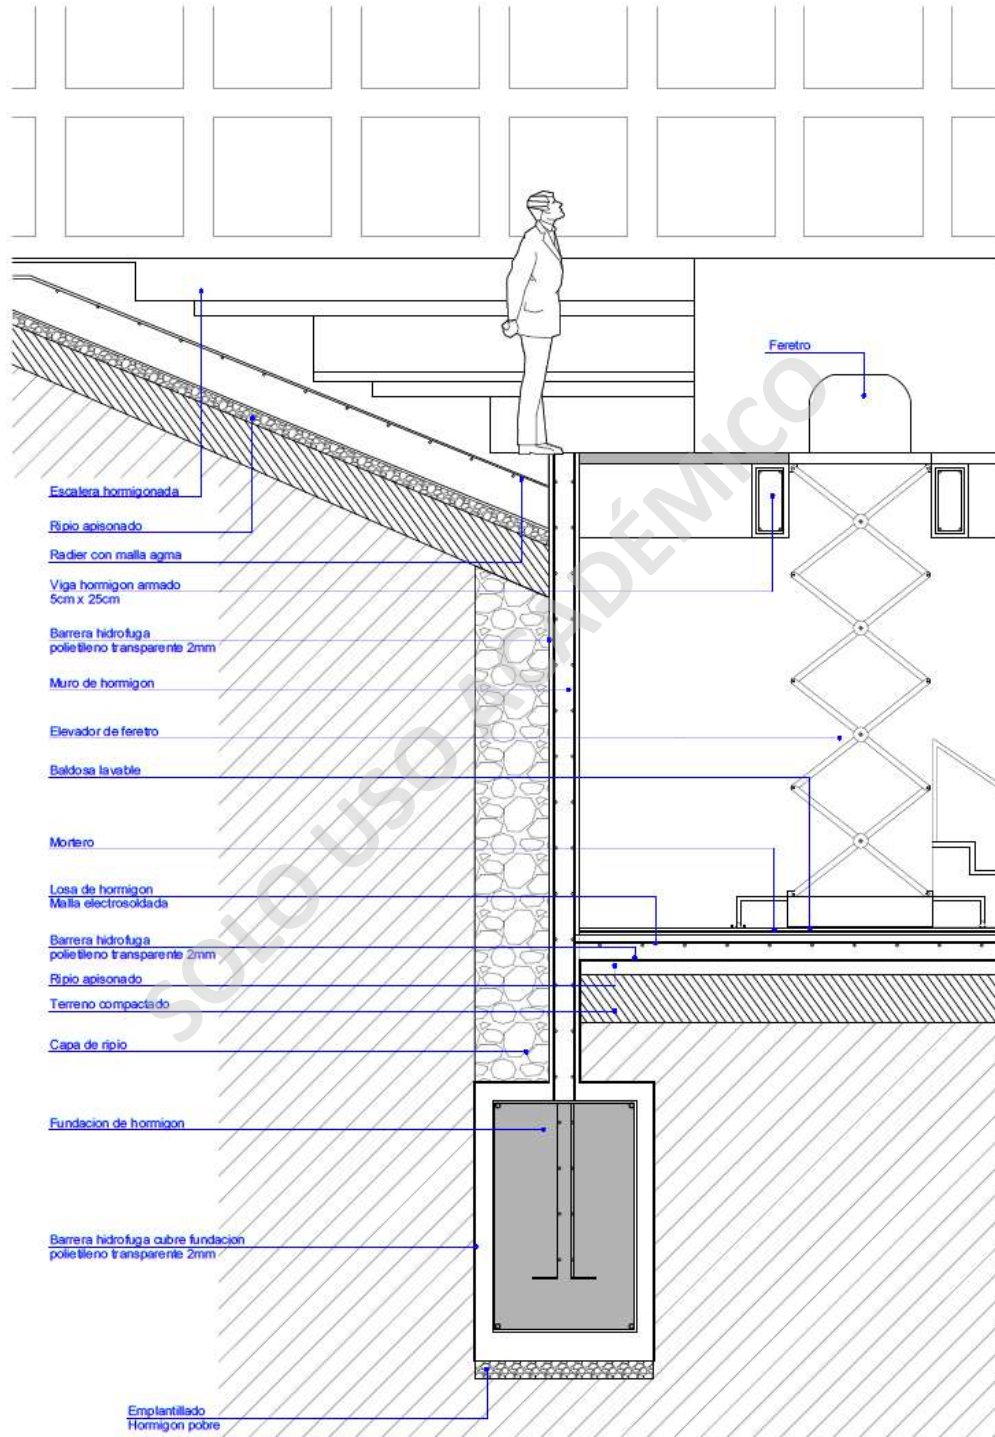 Feretro
Escalera hormigonada
Ripio apisonado
Radier con malla agma
Viga hormigon armado
5cm x 25cm
Barrera hidrofuga
polietileno transparente 2mm
Muro de hormigon
Elevador de feretro
Baldosa lavable
Mortero
Losa de hormigon
Malla electrosoldada
Barrera hidrofuga
polietileno transparente 2mm
Ripio apisonado
Terreno compactado
Capa de ripio
Fundacion de hormigon
Barrera hidrofuga cubre fundacion
polietileno transparente 2mm
Emplantillado
Hormigon pobre
SOLO USO ACADÉMICO